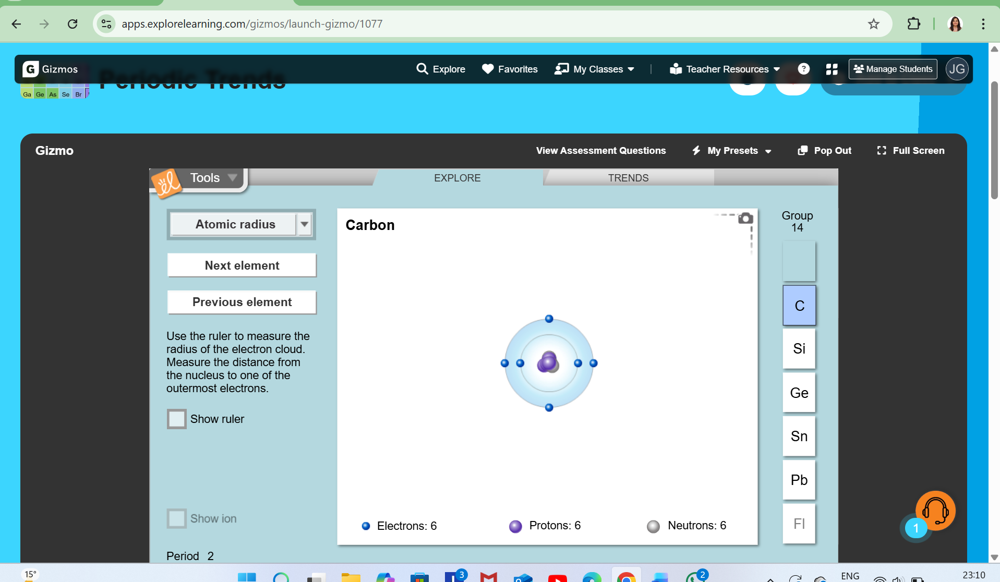 apps.explorelearning.com/gizmos/launch-gizmo/1077
G Gizmos
Explore
Favorites
My Classes
Teacher Resources
?
Manage Students
JG
Periodic Trends
Ga Ge As Se Br
Gizmo
View Assessment Questions
My Presets
Pop Out
Full Screen
Tools
EXPLORE
TRENDS
Atomic radius
Next element
Previous element
Use the ruler to measure the
radius of the electron cloud.
Measure the distance from
the nucleus to one of the
outermost electrons.
Show ruler
Show ion
Period 2
Carbon
Electrons: 6
Protons: 6
Neutrons: 6
Group
14
C
Si
Ge
Sn
Pb
Fl
1
15°
3
2
ENG
23:10